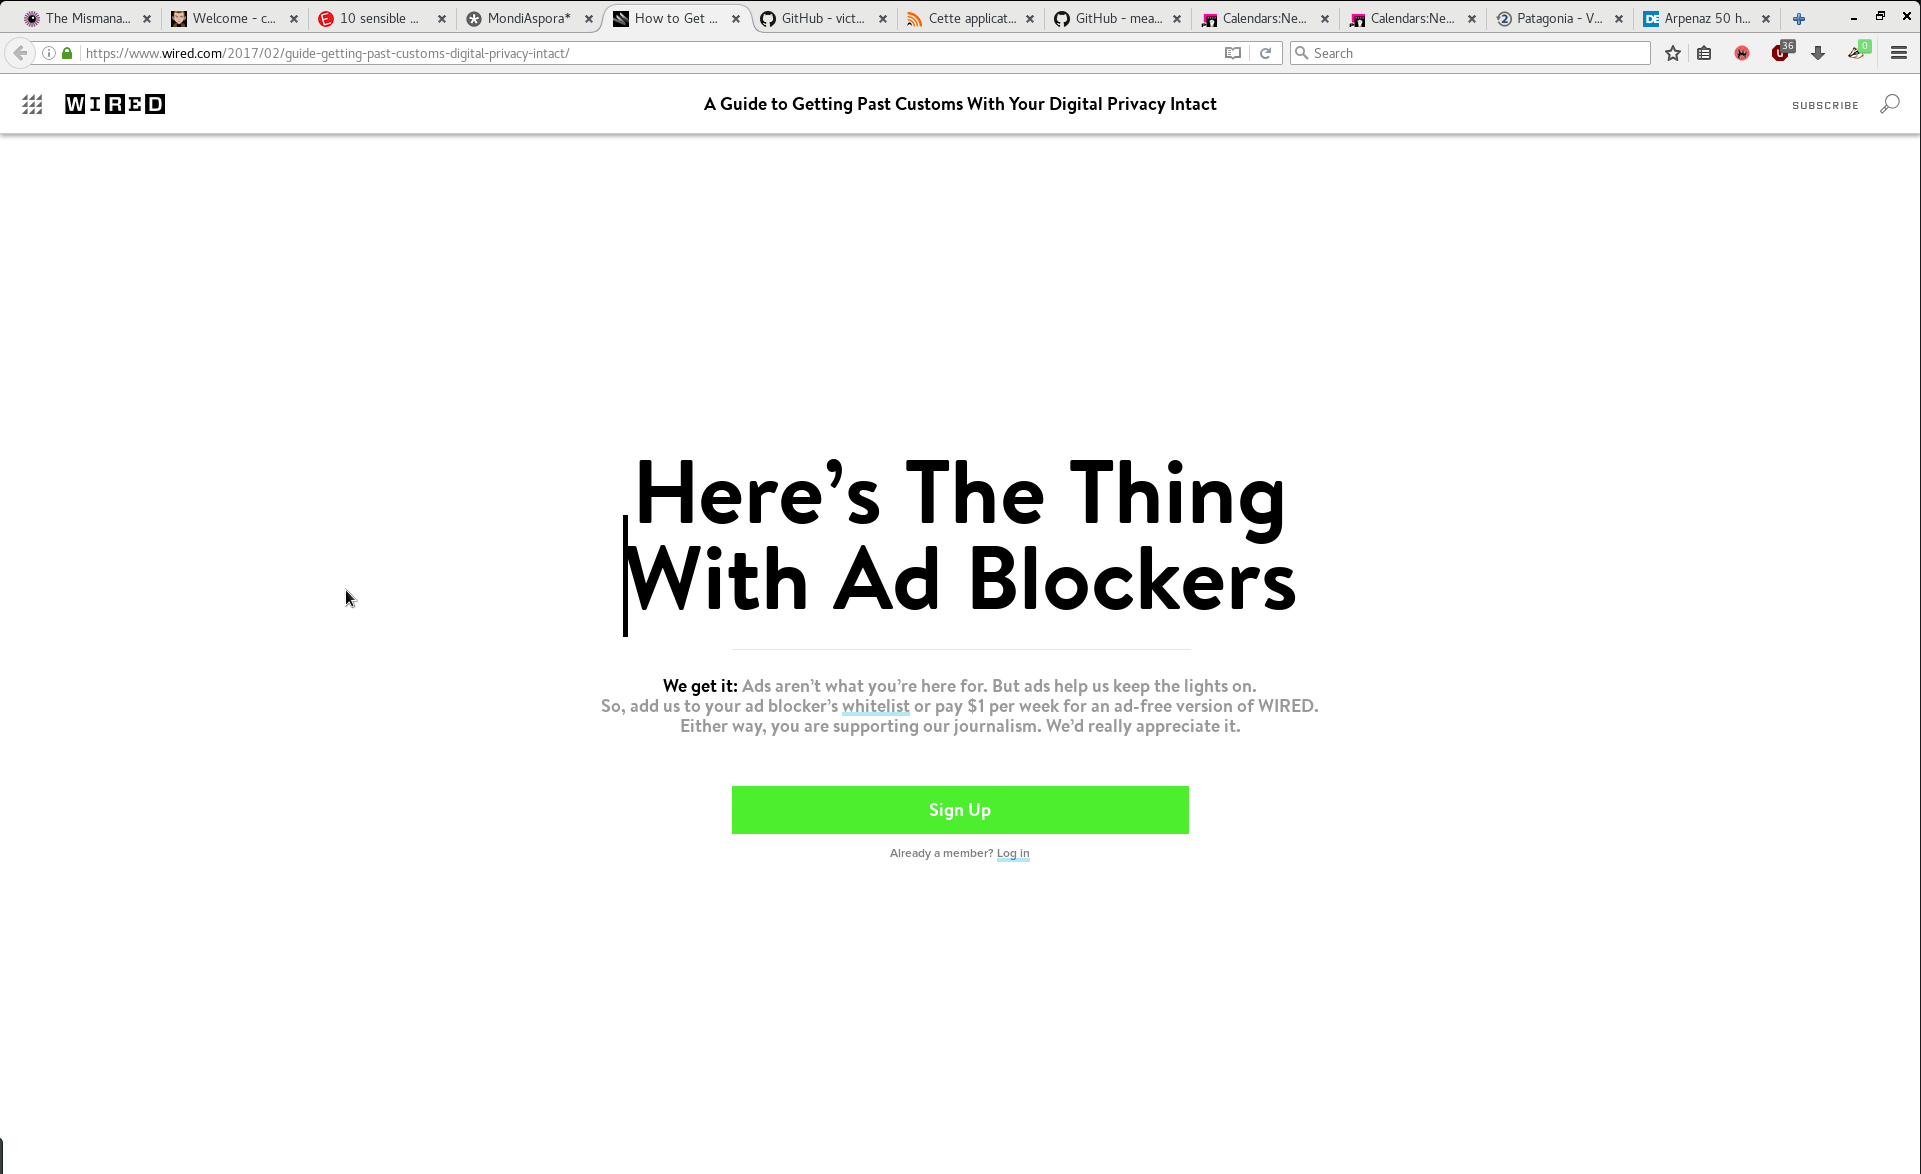 The Mismana...
Welcome - c...
10 sensible ...
MondiAspora*
How to Get ...
GitHub - vict...
Cette applicat...
GitHub - mea...
Calendars:Ne...
Calendars:Ne...
Patagonia - V...
Arpenaz 50 h...
https://www.wired.com/2017/02/guide-getting-past-customs-digital-privacy-intact/
Search
36
0
WIRED
A Guide to Getting Past Customs With Your Digital Privacy Intact
SUBSCRIBE
Here’s The Thing
With Ad Blockers
We get it: Ads aren’t what you’re here for. But ads help us keep the lights on.
So, add us to your ad blocker’s whitelist or pay $1 per week for an ad-free version of WIRED.
Either way, you are supporting our journalism. We’d really appreciate it.
Sign Up
Already a member? Log in